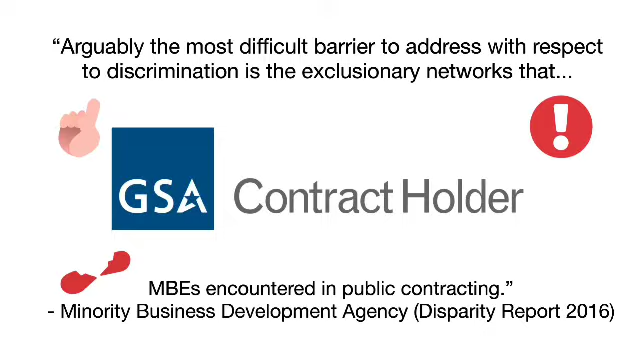 “Arguably the most difficult barrier to address with respect
to discrimination is the exclusionary networks that...
GSA Contract Holder
MBEs encountered in public contracting.”
- Minority Business Development Agency (Disparity Report 2016)